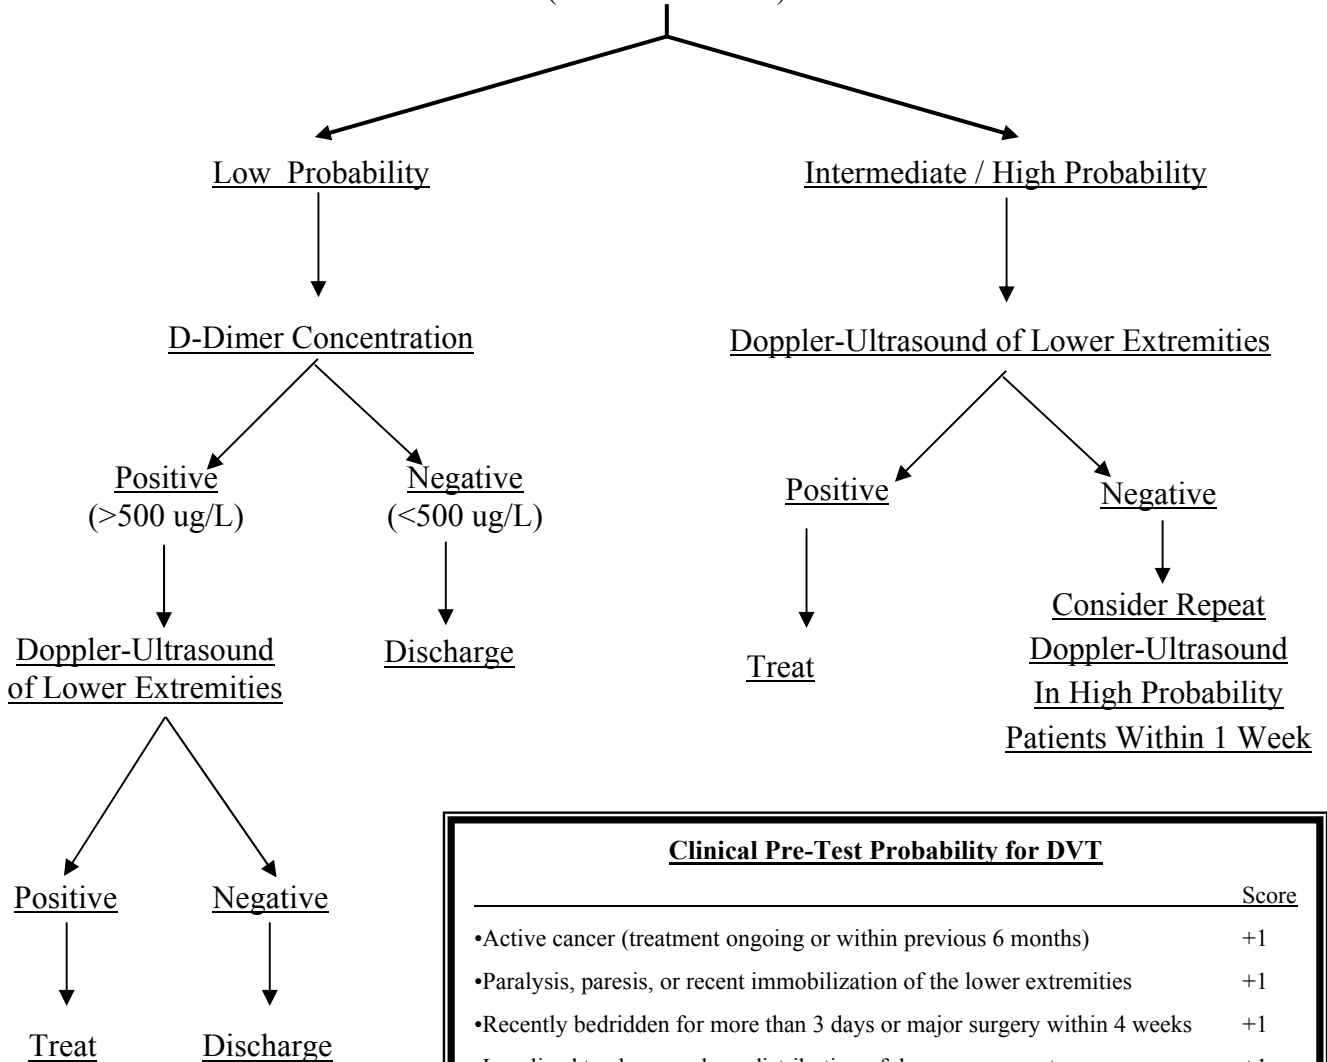 Low Probability
Intermediate / High Probability
D-Dimer Concentration
Doppler-Ultrasound of Lower Extremities
Positive
(>500 ug/L)
Negative
(<500 ug/L)
Positive
Negative
Doppler-Ultrasound
of Lower Extremities
Discharge
Treat
Consider Repeat
Doppler-Ultrasound
In High Probability
Patients Within 1 Week
Positive
Negative
Treat
Discharge
Clinical Pre-Test Probability for DVT
Score
•Active cancer (treatment ongoing or within previous 6 months) +1
•Paralysis, paresis, or recent immobilization of the lower extremities +1
•Recently bedridden for more than 3 days or major surgery within 4 weeks +1